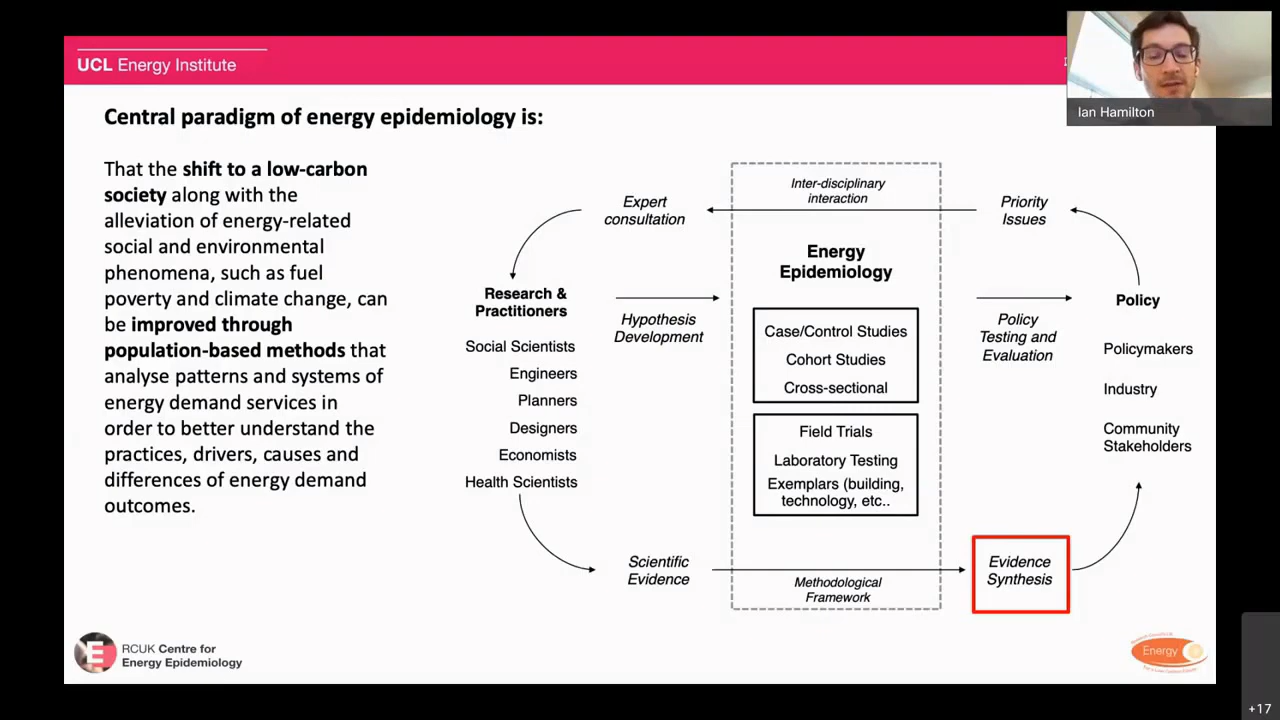 UCL Energy Institute
Ian Hamilton
Central paradigm of energy epidemiology is:
That the shift to a low-carbon
society along with the
alleviation of energy-related
social and environmental
phenomena, such as fuel
poverty and climate change, can
be improved through
population-based methods that
analyse patterns and systems of
energy demand services in
order to better understand the
practices, drivers, causes and
differences of energy demand
outcomes.
Expert
consultation
Inter-disciplinary
interaction
Priority
Issues
Research &
Practitioners
Social Scientists
Engineers
Planners
Designers
Economists
Health Scientists
Hypothesis
Development
Energy
Epidemiology
Case/Control Studies
Cohort Studies
Cross-sectional
Field Trials
Laboratory Testing
Exemplars (building,
technology, etc..
Policy
Testing and
Evaluation
Policy
Policymakers
Industry
Community
Stakeholders
Scientific
Evidence
Methodological
Framework
Evidence
Synthesis
E
RCUK Centre for
Energy Epidemiology
Energy
+17